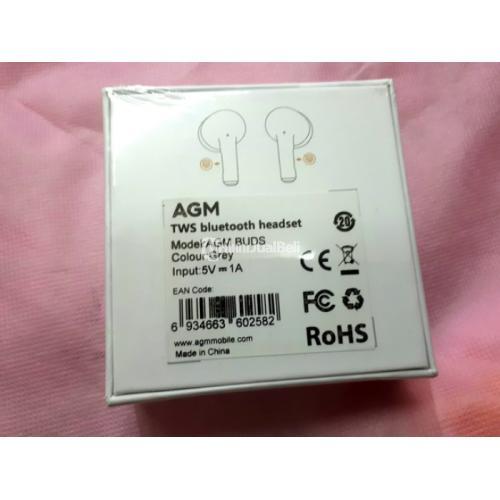 AGM
TWS bluetooth headset
Model:AGM BUDS
Colour:Grey
Input:5V⎓1A
EAN Code:
6 934663 602582
www.agmmobile.com
Made in China
20
CE
FC
RoHS
JualinDualBeli